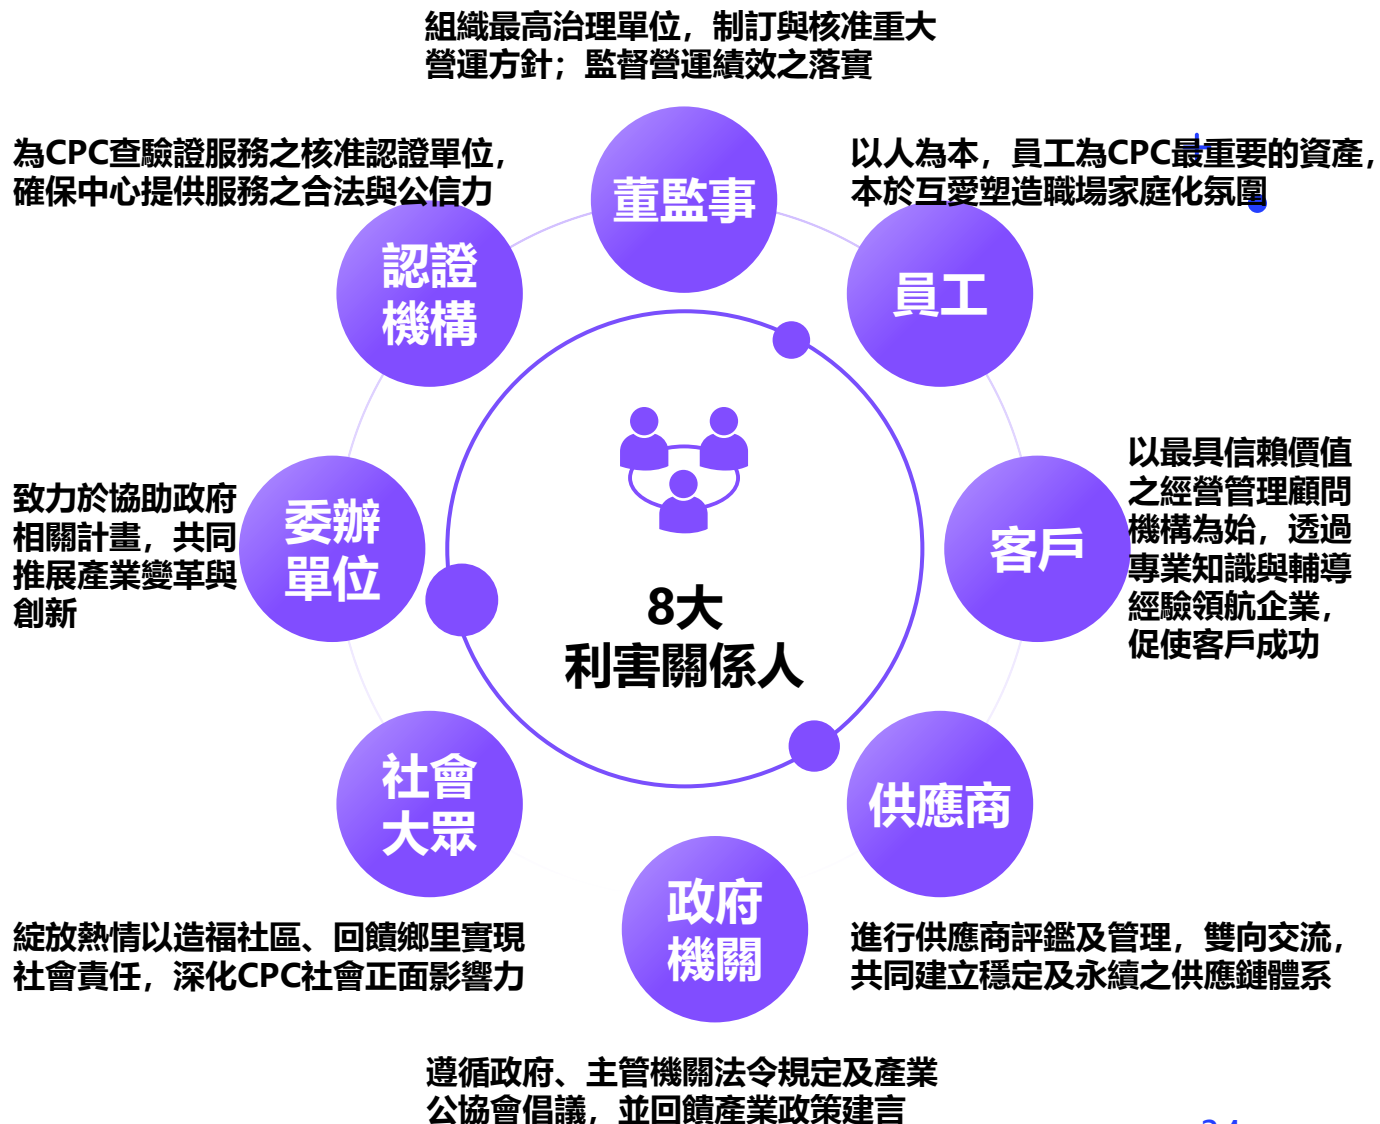 組織最高治理單位，制訂與核准重大
營運方針；監督營運績效之落實
董監事
以人為本，員工為CPC最重要的資產，
本於互愛塑造職場家庭化氛圍
員工
以最具信賴價值
之經營管理顧問
機構為始，透過
專業知識與輔導
經驗領航企業，
促使客戶成功
客戶
供應商
進行供應商評鑑及管理，雙向交流，
共同建立穩定及永續之供應鏈體系
政府
機關
遵循政府、主管機關法令規定及產業
公協會倡議，並回饋產業政策建言
社會
大眾
綻放熱情以造福社區、回饋鄉里實現
社會責任，深化CPC社會正面影響力
委辦
單位
致力於協助政府
相關計畫，共同
推展產業變革與
創新
為CPC查驗證服務之核准認證單位，
確保中心提供服務之合法與公信力
認證
機構
8大
利害關係人